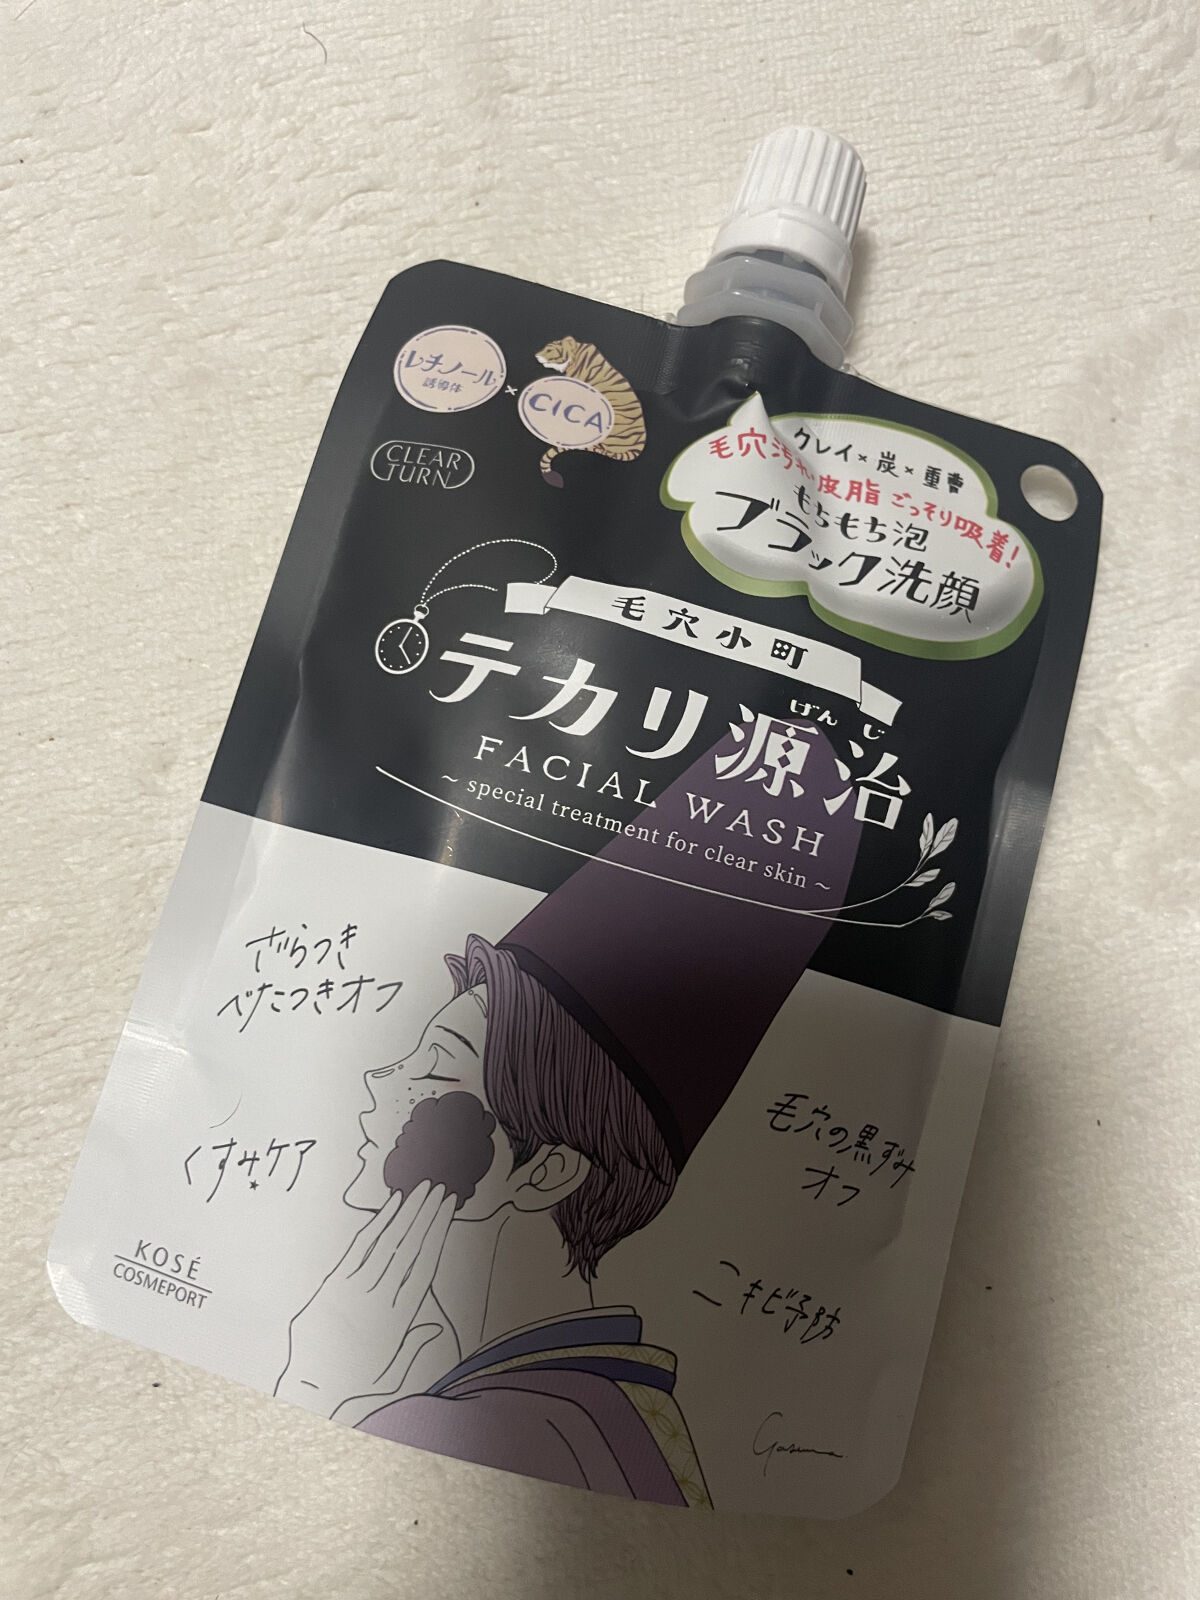 レチノール
誘導体
×
CICA
CLEAR
TURN
クレイ×炭×重曹
毛穴汚れ・皮脂ごっそり吸着!
もちもち泡
ブラック洗顔
毛穴小町
げんじ
テカリ源治
FACIAL WASH
~ special treatment for clear skin ~
ざらつき
べたつきオフ
くすみケア
毛穴の黒ずみ
オフ
ニキビ予防
KOSÉ
COSMEPORT